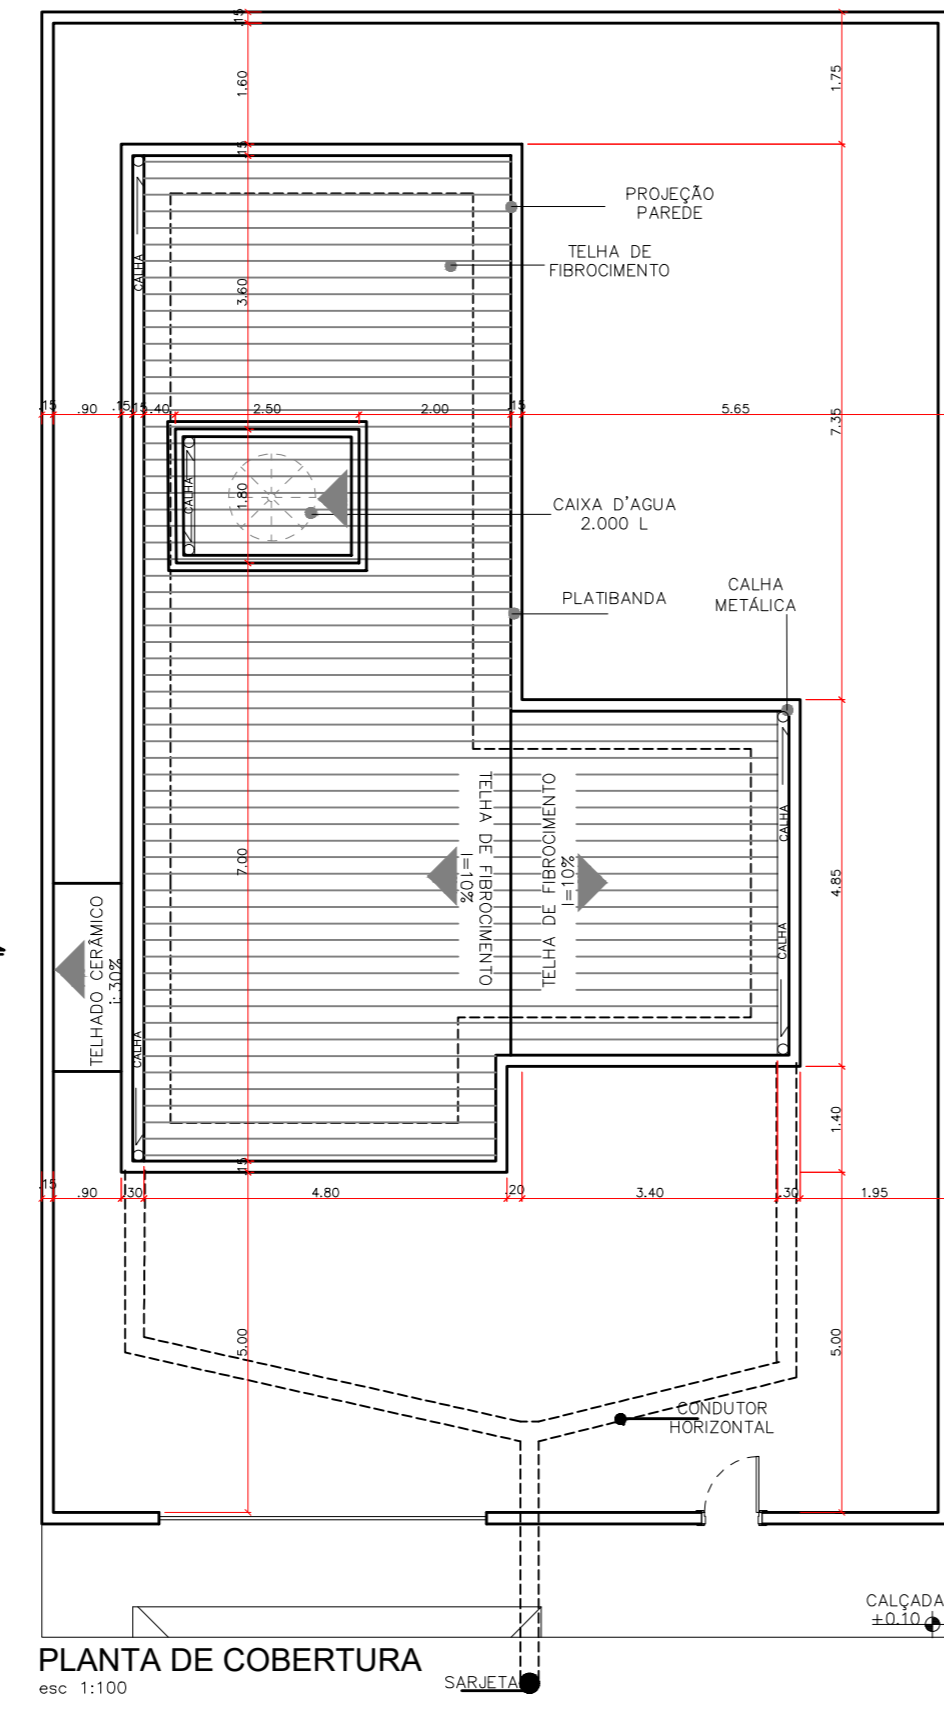 .15
1.60
1.75
.15
PROJEÇÃO
PAREDE
TELHA DE
FIBROCIMENTO
CALHA
3.60
.15
.90
.15
.15
.40
2.50
2.00
.15
5.65
7.35
CALHA
1.80
CAIXA D'AGUA
2.000 L
PLATIBANDA
CALHA
METÁLICA
TELHA DE FIBROCIMENTO
I=10%
TELHA DE FIBROCIMENTO
I=10%
CALHA
7.00
4.85
TELHADO CERÂMICO
i: 30%
CALHA
CALHA
1.40
.15
.15
.90
.30
4.80
.20
3.40
.30
1.95
5.00
5.00
CONDUTOR
HORIZONTAL
CALÇADA
+0.10
PLANTA DE COBERTURA
esc 1:100
SARJETA